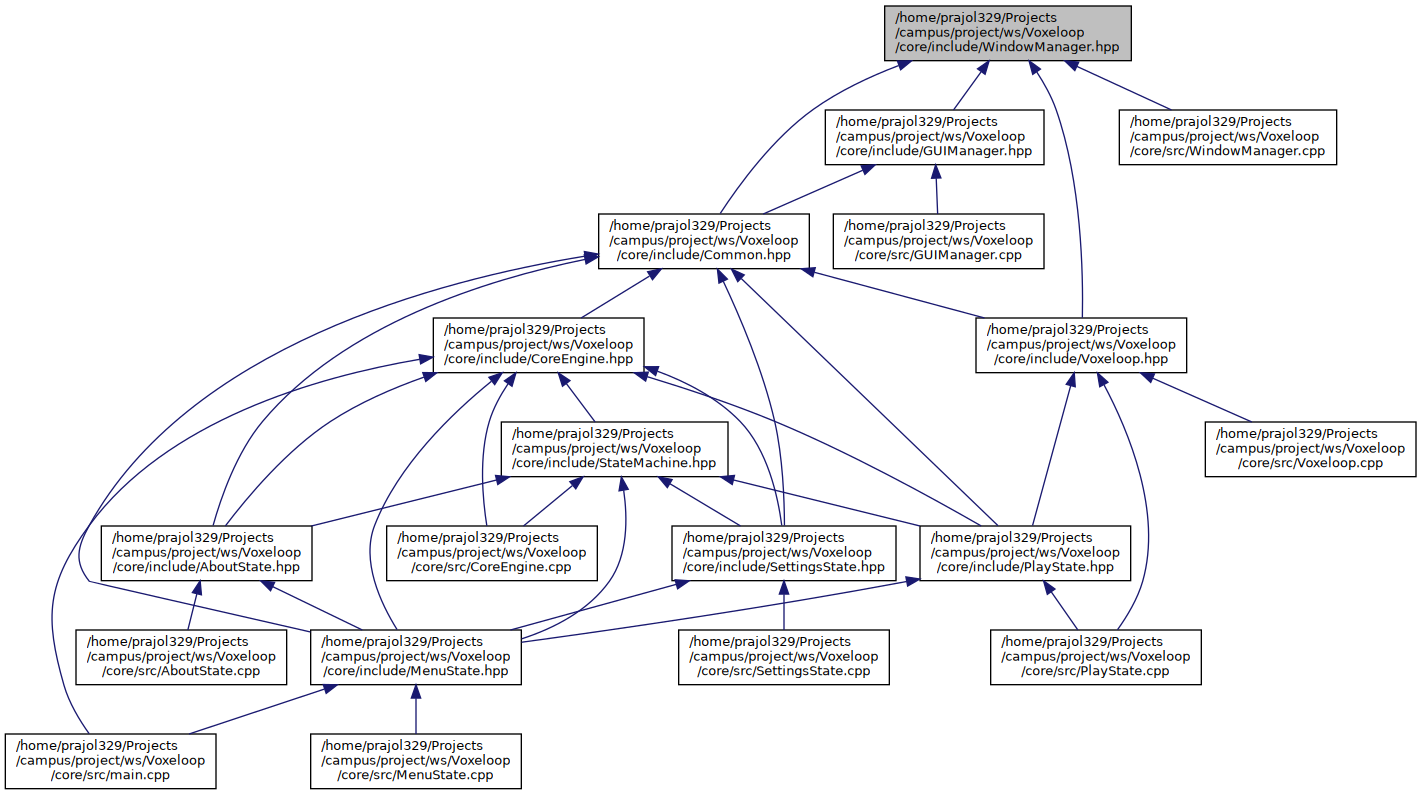 /home/prajol329/Projects
/campus/project/ws/Voxeloop
/core/include/WindowManager.hpp
/home/prajol329/Projects
/campus/project/ws/Voxeloop
/core/include/GUIManager.hpp
/home/prajol329/Projects
/campus/project/ws/Voxeloop
/core/src/WindowManager.cpp
/home/prajol329/Projects
/campus/project/ws/Voxeloop
/core/include/Common.hpp
/home/prajol329/Projects
/campus/project/ws/Voxeloop
/core/src/GUIManager.cpp
/home/prajol329/Projects
/campus/project/ws/Voxeloop
/core/include/CoreEngine.hpp
/home/prajol329/Projects
/campus/project/ws/Voxeloop
/core/include/Voxeloop.hpp
/home/prajol329/Projects
/campus/project/ws/Voxeloop
/core/include/StateMachine.hpp
/home/prajol329/Projects
/campus/project/ws/Voxeloop
/core/src/Voxeloop.cpp
/home/prajol329/Projects
/campus/project/ws/Voxeloop
/core/include/AboutState.hpp
/home/prajol329/Projects
/campus/project/ws/Voxeloop
/core/src/CoreEngine.cpp
/home/prajol329/Projects
/campus/project/ws/Voxeloop
/core/include/SettingsState.hpp
/home/prajol329/Projects
/campus/project/ws/Voxeloop
/core/include/PlayState.hpp
/home/prajol329/Projects
/campus/project/ws/Voxeloop
/core/src/AboutState.cpp
/home/prajol329/Projects
/campus/project/ws/Voxeloop
/core/include/MenuState.hpp
/home/prajol329/Projects
/campus/project/ws/Voxeloop
/core/src/SettingsState.cpp
/home/prajol329/Projects
/campus/project/ws/Voxeloop
/core/src/PlayState.cpp
/home/prajol329/Projects
/campus/project/ws/Voxeloop
/core/src/main.cpp
/home/prajol329/Projects
/campus/project/ws/Voxeloop
/core/src/MenuState.cpp